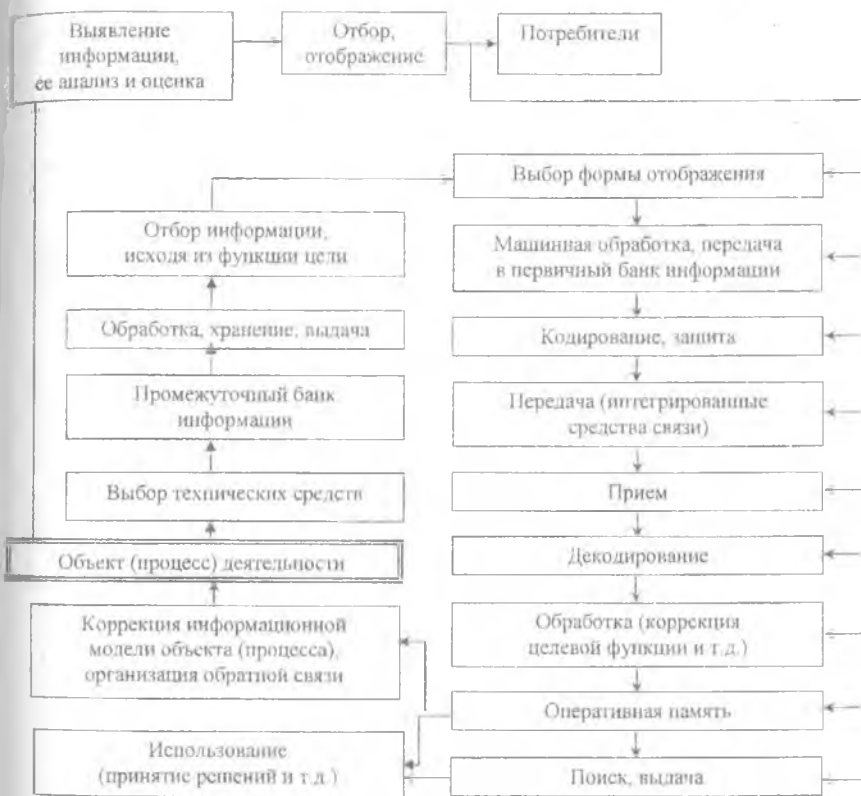 Выявление
информации,
ее анализ и оценка
Отбор,
отображение
Потребители
Выбор формы отображения
Отбор информации,
исходя из функции цели
Машинная обработка, передача
в первичный банк информации
Обработка, хранение, выдача
Кодирование, защита
Промежуточный банк
информации
Передача (интегрированные
средства связи)
Выбор технических средств
Прием
Объект (процесс) деятельности
Декодирование
Коррекция информационной
модели объекта (процесса),
организация обратной связи
Обработка (коррекция
целевой функции и т.д.)
Оперативная память
Использование
(принятие решений и т.д.)
Поиск, выдача